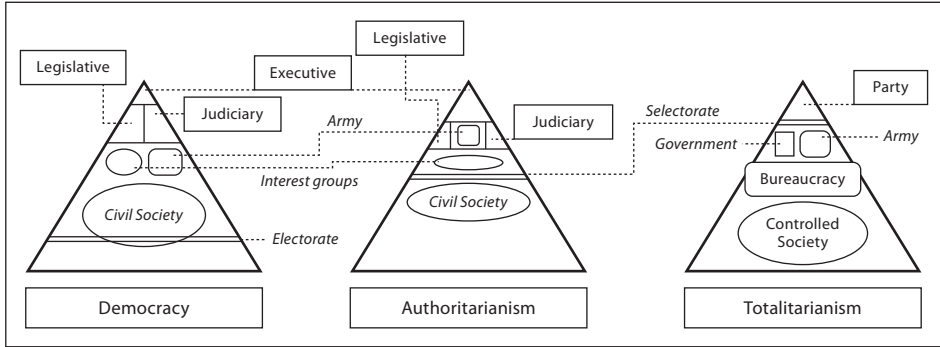 Legislative
Legislative
Executive
Judiciary
Army
Judiciary
Selectorate
Party
Government
Army
Interest groups
Bureaucracy
Civil Society
Civil Society
Controlled
Society
Electorate
Democracy
Authoritarianism
Totalitarianism